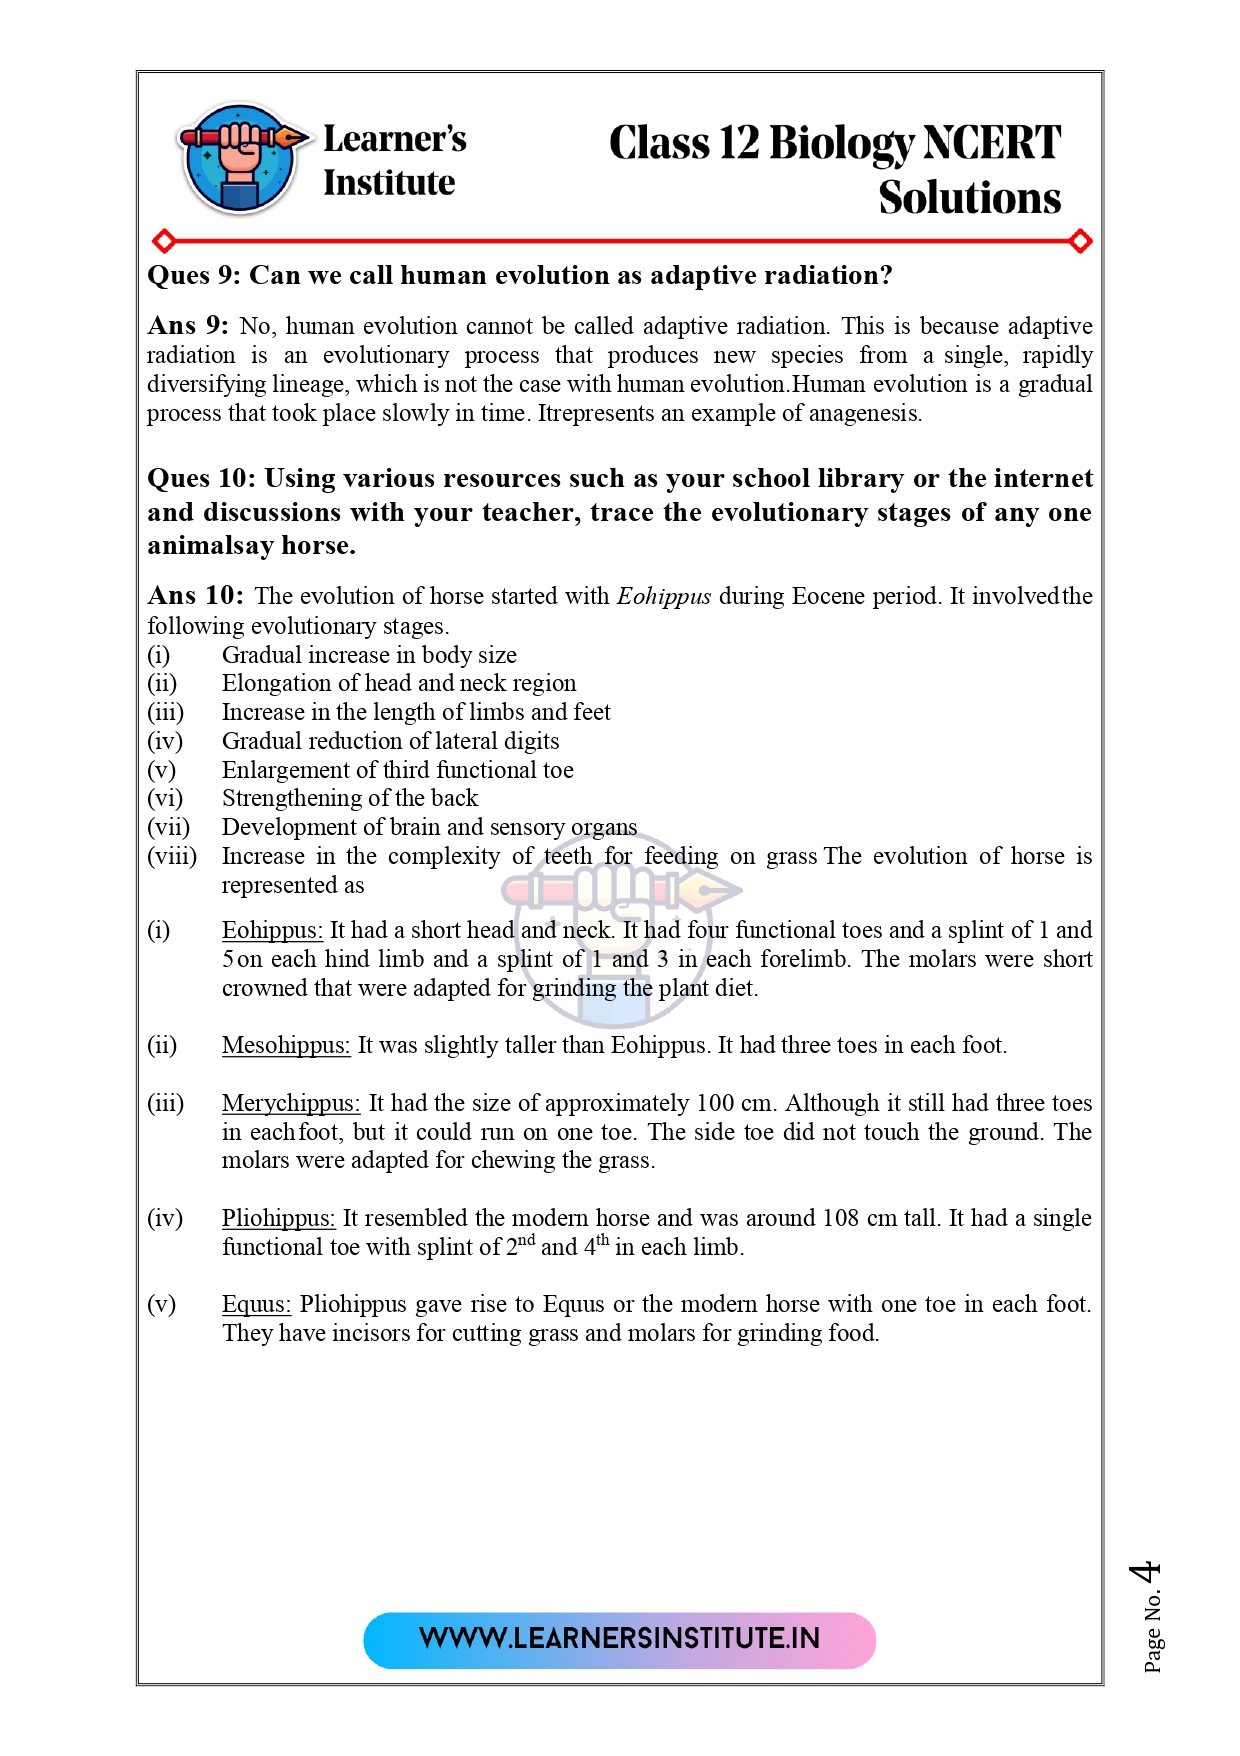 Learner's
Institute
Class 12 Biology NCERT
Solutions
Ques 9: Can we call human evolution as adaptive radiation?
Ans 9: No, human evolution cannot be called adaptive radiation. This is because adaptive
radiation is an evolutionary process that produces new species from a single, rapidly
diversifying lineage, which is not the case with human evolution.Human evolution is a gradual
process that took place slowly in time. Itrepresents an example of anagenesis.
Ques 10: Using various resources such as your school library or the internet
and discussions with your teacher, trace the evolutionary stages of any one
animalsay horse.
Ans 10: The evolution of horse started with Eohippus during Eocene period. It involvedthe
following evolutionary stages.
(i) Gradual increase in body size
(ii) Elongation of head and neck region
(iii) Increase in the length of limbs and feet
(iv) Gradual reduction of lateral digits
(v) Enlargement of third functional toe
(vi) Strengthening of the back
(vii) Development of brain and sensory organs
(viii) Increase in the complexity of teeth for feeding on grass The evolution of horse is
represented as
(i) Eohippus: It had a short head and neck. It had four functional toes and a splint of 1 and
5 on each hind limb and a splint of 1 and 3 in each forelimb. The molars were short
crowned that were adapted for grinding the plant diet.
(ii) Mesohippus: It was slightly taller than Eohippus. It had three toes in each foot.
(iii) Merychippus: It had the size of approximately 100 cm. Although it still had three toes
in each foot, but it could run on one toe. The side toe did not touch the ground. The
molars were adapted for chewing the grass.
(iv) Pliohippus: It resembled the modern horse and was around 108 cm tall. It had a single
functional toe with splint of 2nd and 4th in each limb.
(v) Equus: Pliohippus gave rise to Equus or the modern horse with one toe in each foot.
They have incisors for cutting grass and molars for grinding food.
WWW.LEARNERSINSTITUTE.IN
Page No. 4